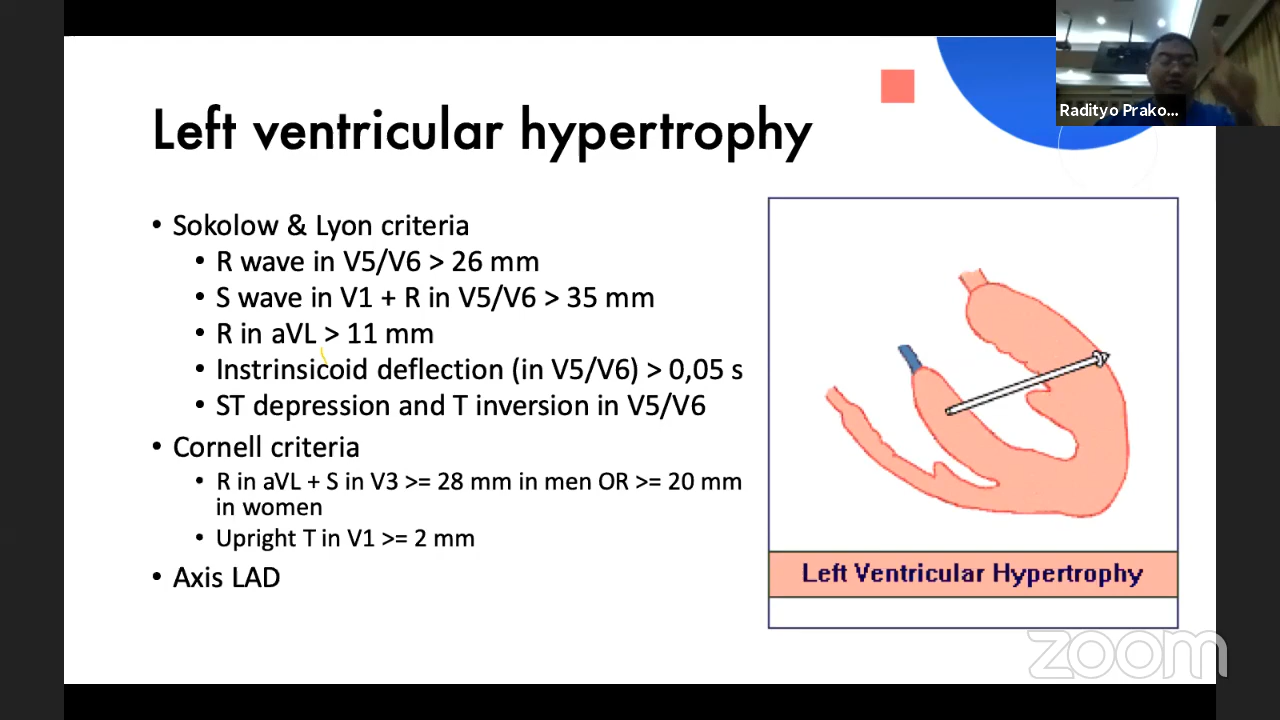 Radityo Prako...
Left ventricular hypertrophy
• Sokolow & Lyon criteria
• R wave in V5/V6 > 26 mm
• S wave in V1 + R in V5/V6 > 35 mm
• R in aVL > 11 mm
• Instrinsicoid deflection (in V5/V6) > 0,05 s
• ST depression and T inversion in V5/V6
• Cornell criteria
• R in aVL + S in V3 >= 28 mm in men OR >= 20 mm
in women
• Upright T in V1 >= 2 mm
• Axis LAD
Left Ventricular Hypertrophy
zoom